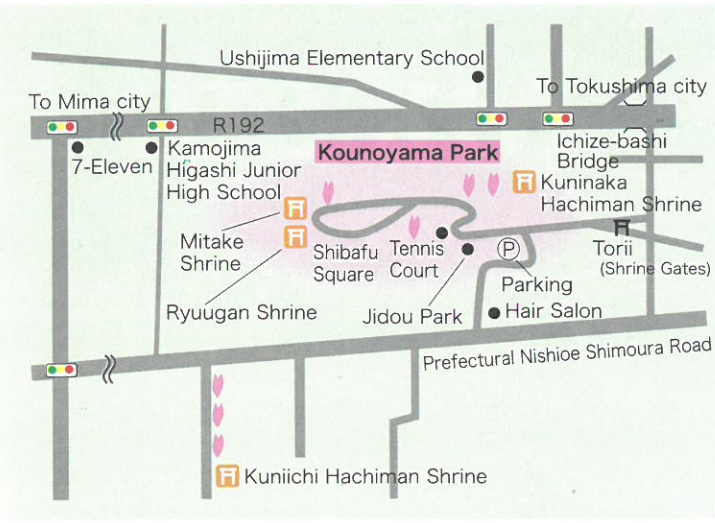 Ushijima Elementary School
To Tokushima city
To Mima city
R192
7-Eleven
Kamojima
Higashi Junior
High School
Kounoyama Park
Ichize-bashi
Bridge
Kuninaka
Hachiman Shrine
Mitake
Shrine
Shibafu
Square
Tennis
Court
P
Torii
(Shrine Gates)
Parking
Ryuugan Shrine
Jidou Park
Hair Salon
Prefectural Nishioe Shimoura Road
Kuniichi Hachiman Shrine